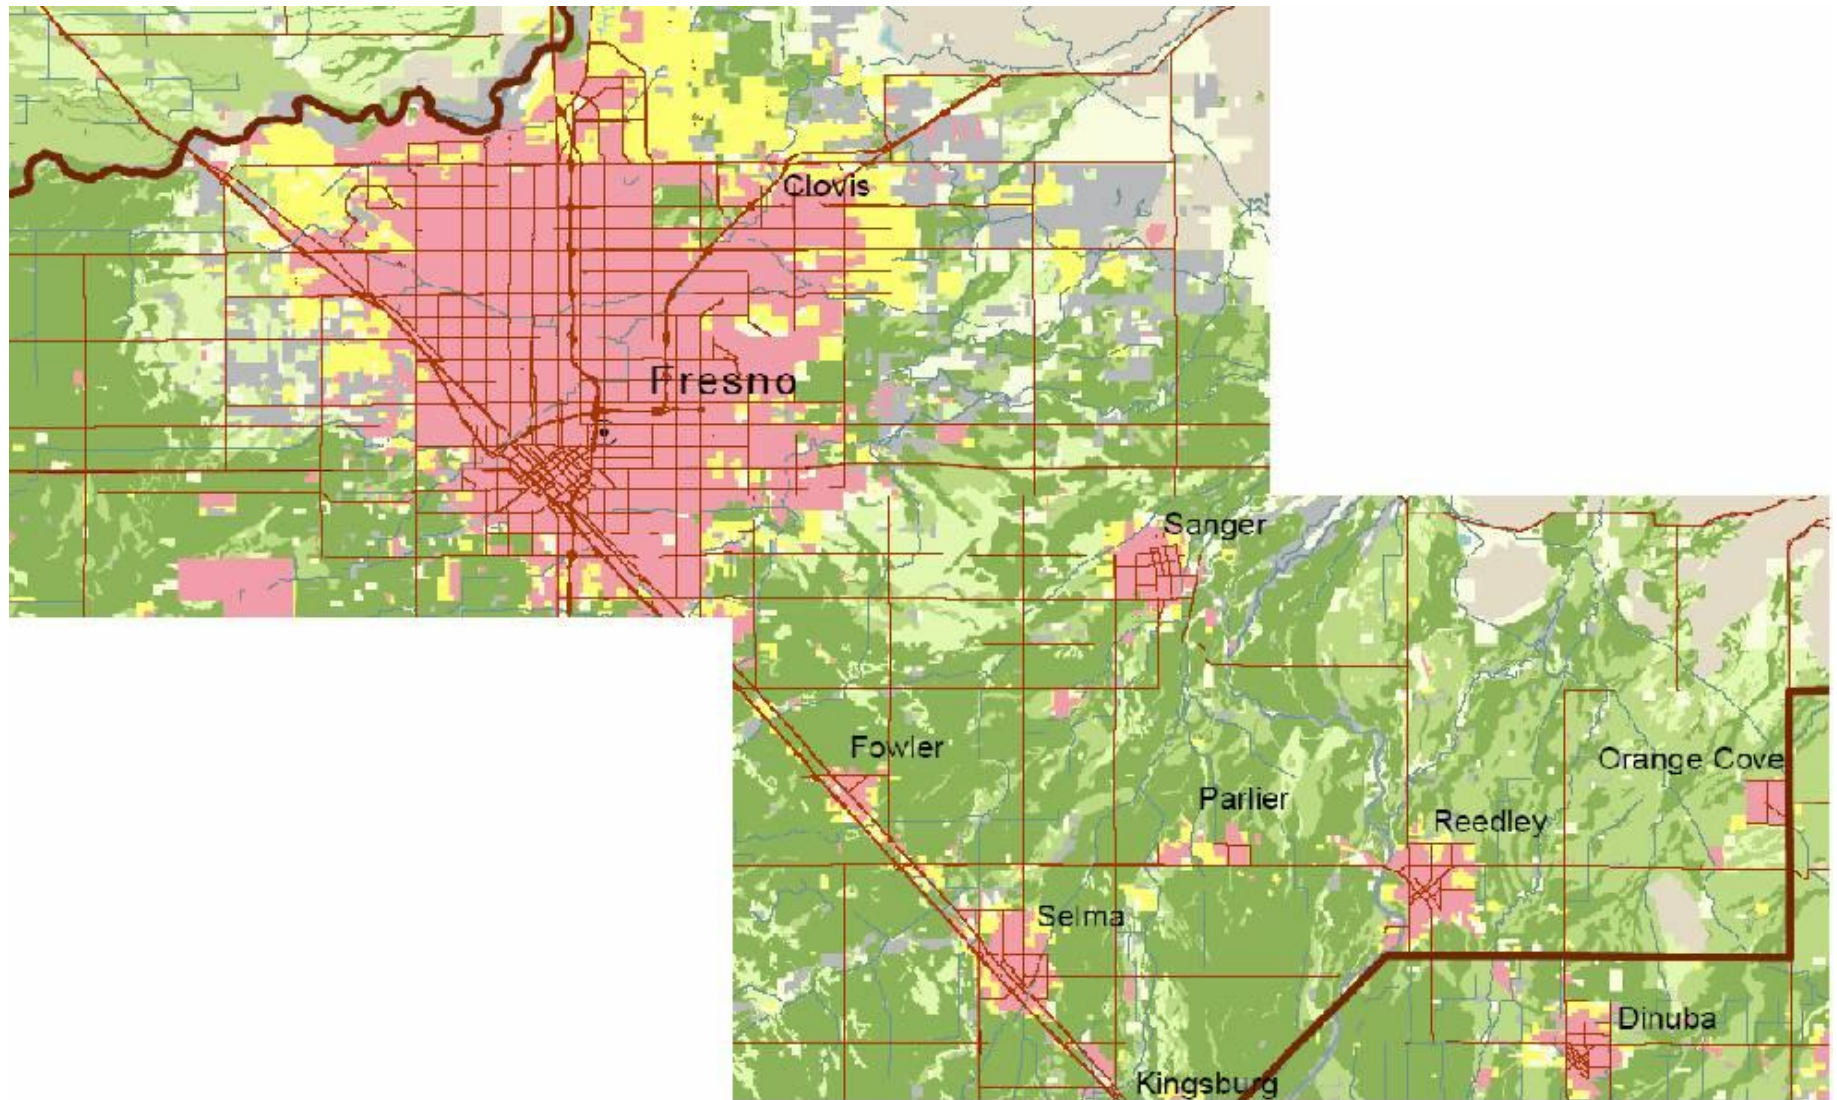 Clovis
Fresno
Sanger
Fowler
Orange Cove
Parlier
Reedley
Selma
Dinuba
Kingsburg